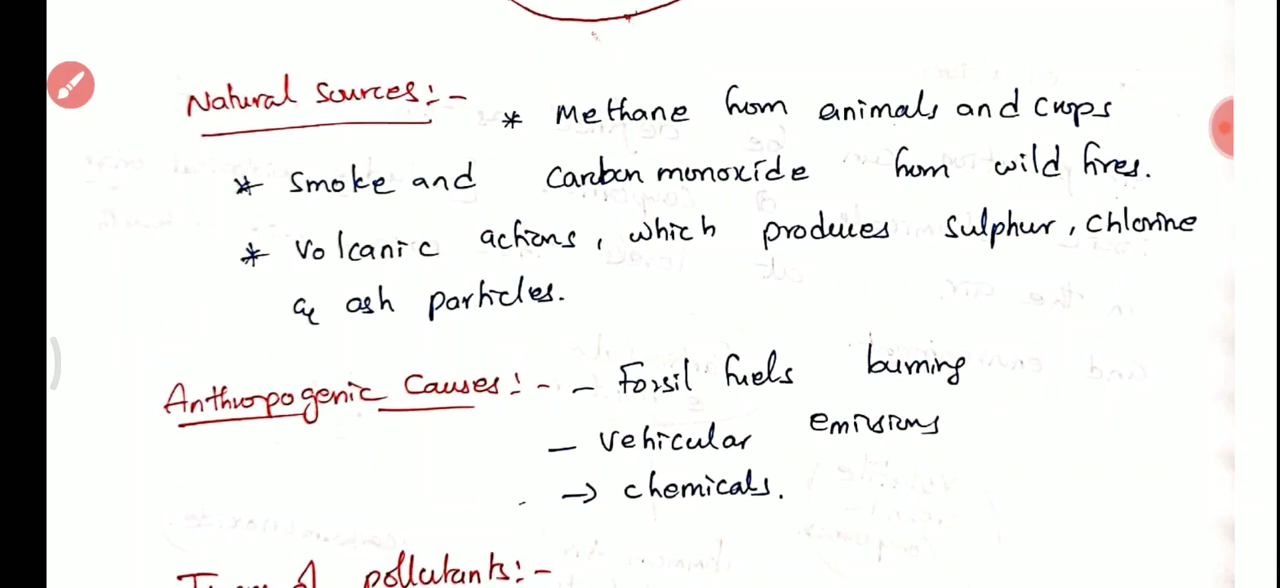 Natural Sources:-
* Methane from animals and crops
* Smoke and carbon monoxide from wild fires.
* Volcanic actions, which produces sulphur, chlorine
& ash particles.
Anthropogenic Causes:- - Fossil fuels burning
- vehicular emissions
→ chemicals.
pollutants:-